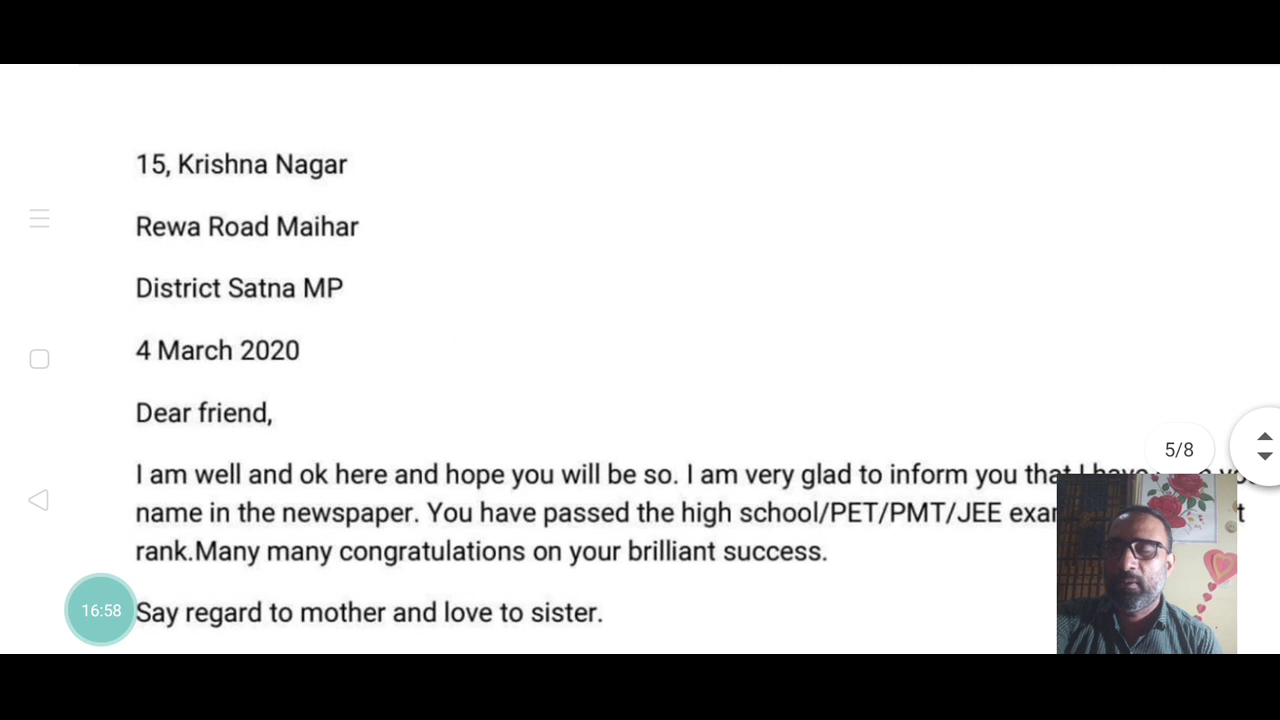 15, Krishna Nagar
Rewa Road Maihar
District Satna MP
4 March 2020
Dear friend,
I am well and ok here and hope you will be so. I am very glad to inform you that I have
name in the newspaper. You have passed the high school/PET/PMT/JEE
rank.Many many congratulations on your brilliant success.
Say regard to mother and love to sister.
5/8
16:58